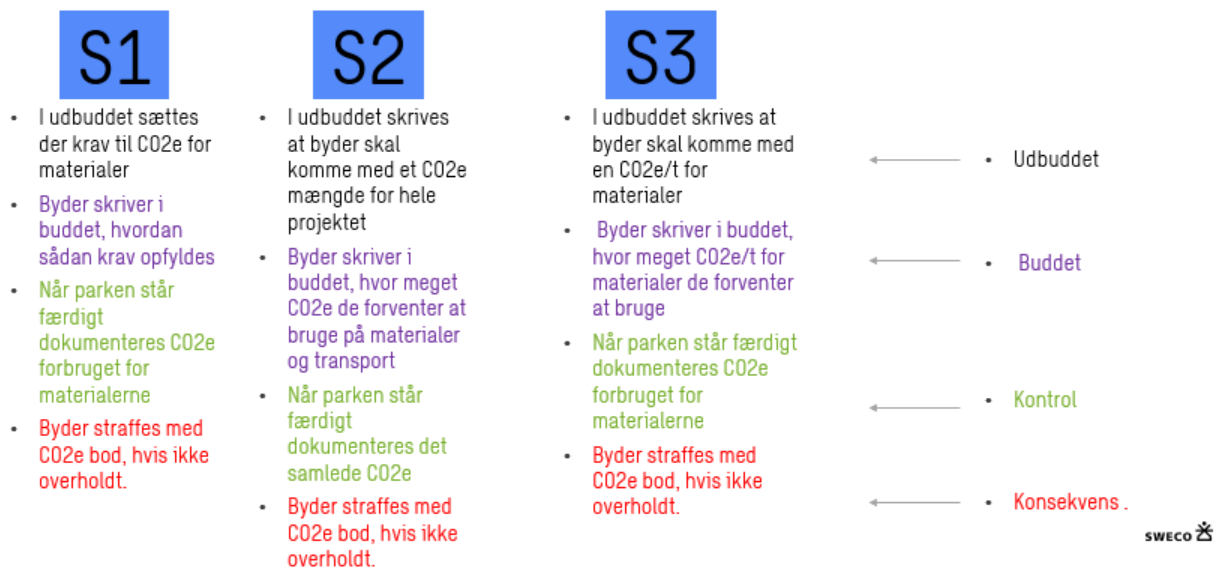 S1
I udbuddet sættes
der krav til CO2e for
materialer
Byder skriver i
buddet, hvordan
sådan krav opfyldes
Når parken står
færdigt
dokumenteres CO2e
forbruget for
materialerne
Byder straffes med
CO2e bod, hvis ikke
overholdt.
S2
I udbuddet skrives
at byder skal
komme med et CO2e
mængde for hele
projektet
Byder skriver i
buddet, hvor meget
CO2e de forventer at
bruge på materialer
og transport
Når parken står
færdigt
dokumenteres det
samlede CO2e
Byder straffes med
CO2e bod, hvis ikke
overholdt.
S3
I udbuddet skrives at
byder skal komme med
en CO2e/t for
materialer
Byder skriver i buddet,
hvor meget CO2e/t for
materialer de forventer
at bruge
Når parken står færdigt
dokumenteres CO2e
forbruget for
materialerne
Byder straffes med
CO2e bod, hvis ikke
overholdt.
Udbuddet
Buddet
Kontrol
Konsekvens .
SWECO